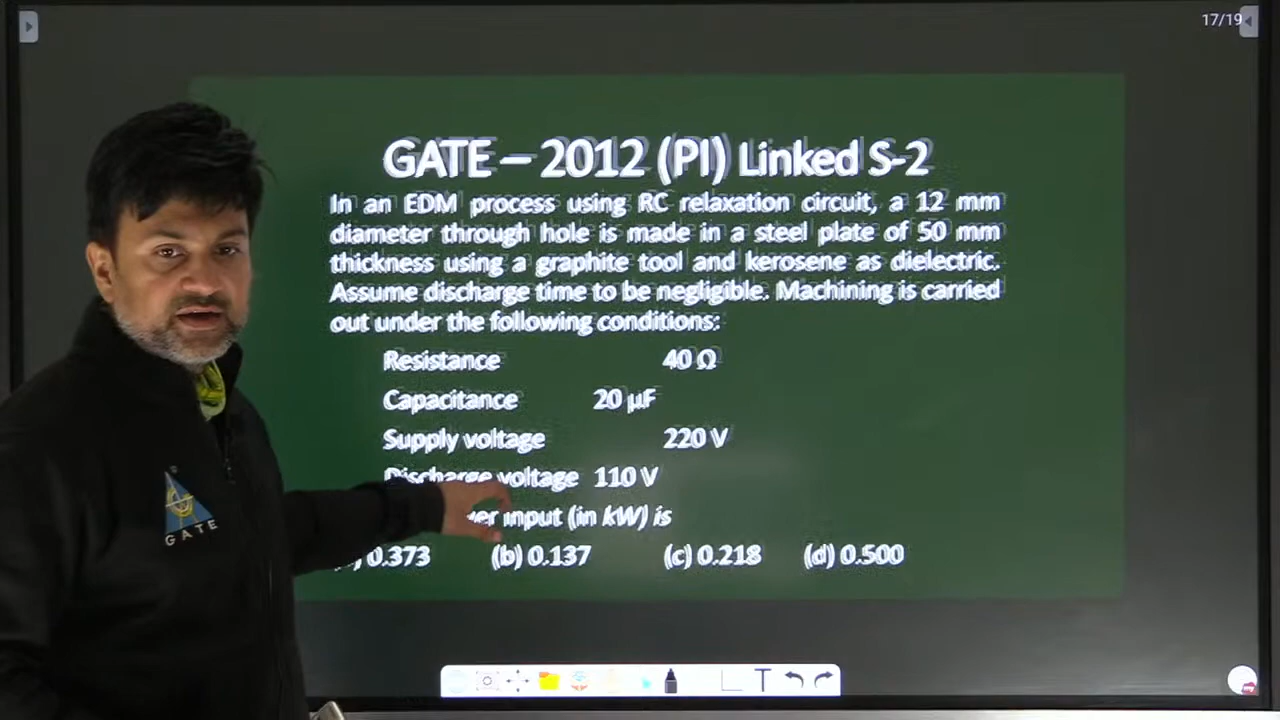 17/19
GATE – 2012 (PI) Linked S-2
In an EDM process using RC relaxation circuit, a 12 mm
diameter through hole is made in a steel plate of 50 mm
thickness using a graphite tool and kerosene as dielectric.
Assume discharge time to be negligible. Machining is carried
out under the following conditions:
Resistance 40 Ω
Capacitance 20 μF
Supply voltage 220 V
Discharge voltage 110 V
input (in kW) is
0.373 (b) 0.137 (c) 0.218 (d) 0.500
GATE
T